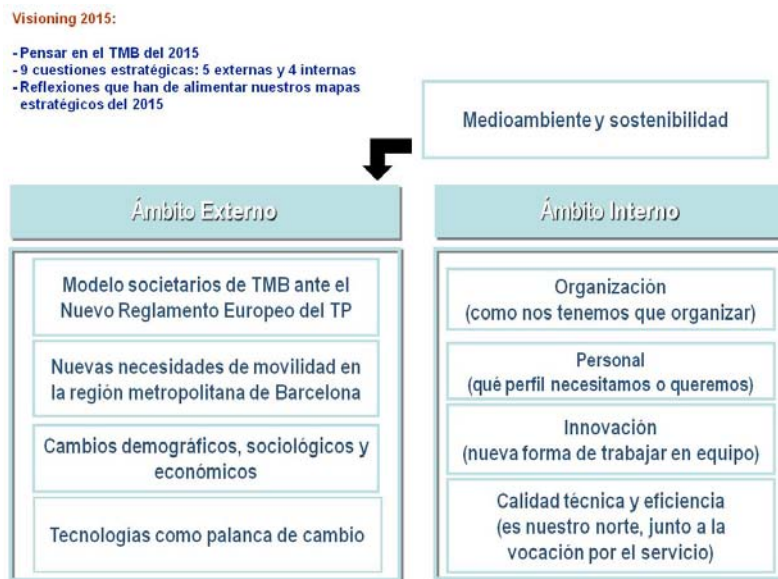 Visioning 2015:
- Pensar en el TMB del 2015
- 9 cuestiones estratégicas: 5 externas y 4 internas
- Reflexiones que han de alimentar nuestros mapas
estratégicos del 2015
Medioambiente y sostenibilidad
Ámbito Externo
Modelo societarios de TMB ante el
Nuevo Reglamento Europeo del TP
Nuevas necesidades de movilidad en
la región metropolitana de Barcelona
Cambios demográficos, sociológicos y
económicos
Tecnologías como palanca de cambio
Ámbito Interno
Organización
(como nos tenemos que organizar)
Personal
(qué perfil necesitamos o queremos)
Innovación
(nueva forma de trabajar en equipo)
Calidad técnica y eficiencia
(es nuestro norte, junto a la
vocación por el servicio)